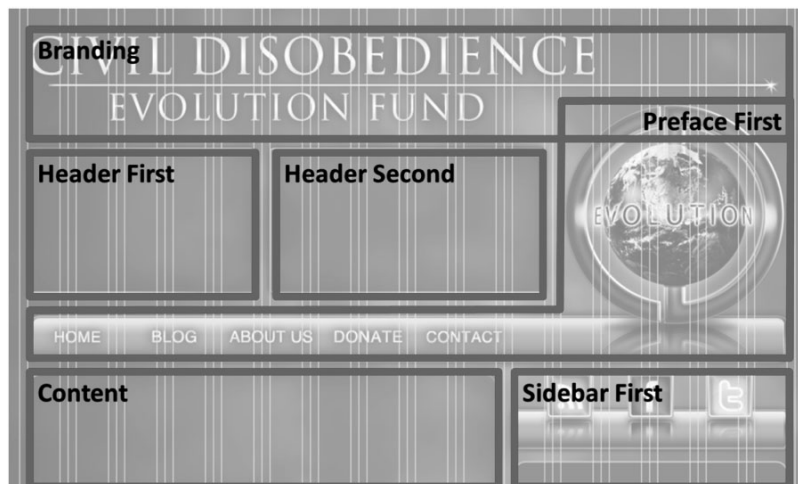 Branding
CIVIL DISOBEDIENCE
EVOLUTION FUND
Preface First
Header First
Header Second
EVOLUTION
HOME BLOG ABOUT US DONATE CONTACT
Content
Sidebar First
f t